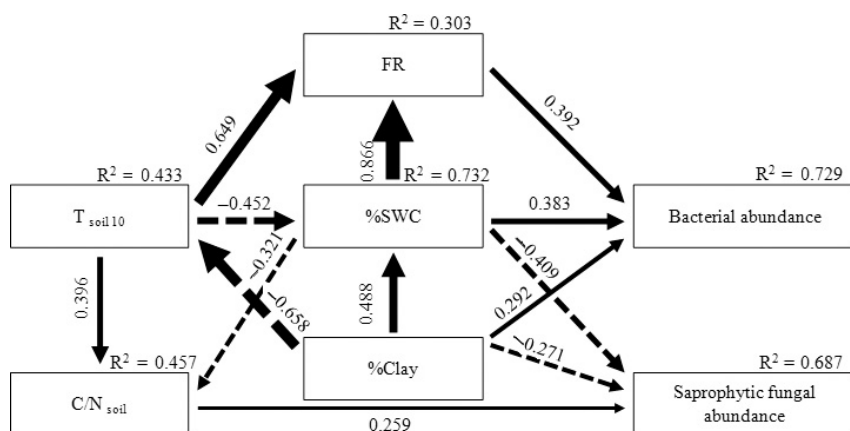 R² = 0.303
FR
0.649
0.866
0.392
R² = 0.433
R² = 0.732
R² = 0.729
T soil 10
−0.452
%SWC
0.383
Bacterial abundance
−0.321
−0.409
0.396
−0.658
0.488
0.292
R² = 0.457
%Clay
−0.271
R² = 0.687
C/N soil
0.259
Saprophytic fungal
abundance